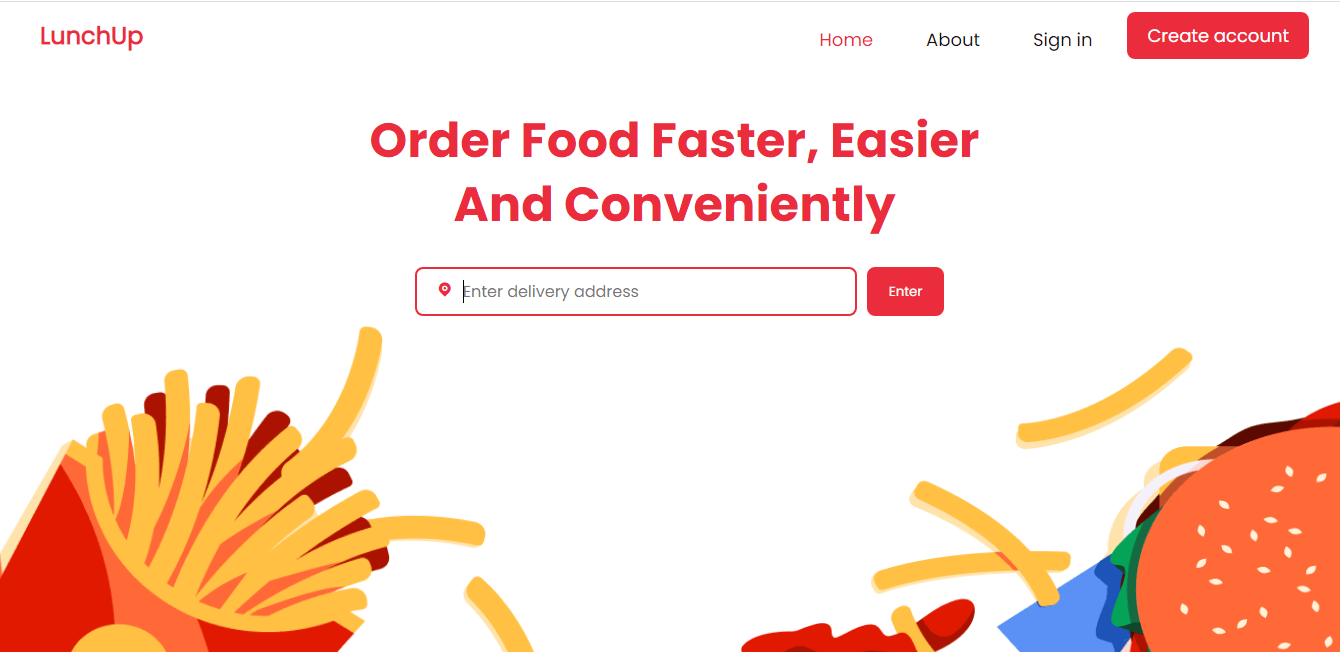 LunchUp
Home
About
Sign in
Create account
Order Food Faster, Easier
And Conveniently
Enter delivery address
Enter